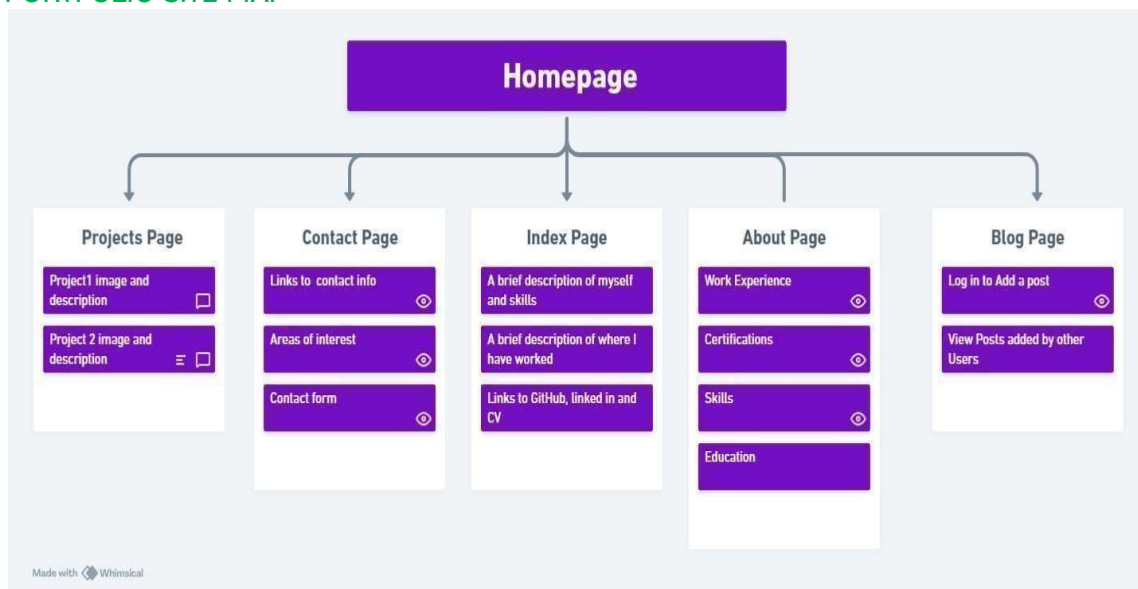 PORTFOLIO SITE MAP
Homepage
Projects Page
Project1 image and
description
Project 2 image and
description
Contact Page
Links to contact info
Areas of interest
Contact form
Index Page
A brief description of myself
and skills
A brief description of where I
have worked
Links to GitHub, linked in and
CV
About Page
Work Experience
Certifications
Skills
Education
Blog Page
Log in to Add a post
View Posts added by other
Users
Made with Whimsical